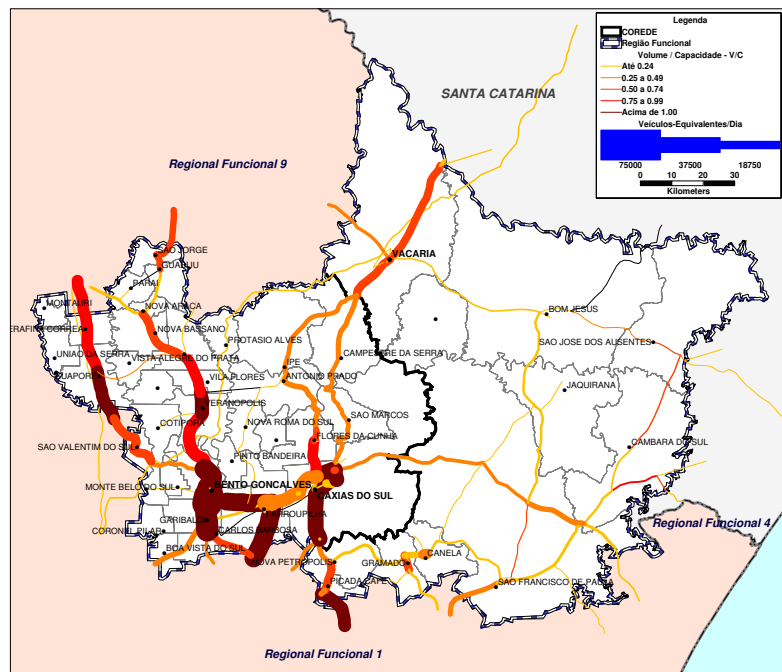 Legenda
COREDE
Região Funcional
Volume / Capacidade - V/C
Até 0.24
0.25 a 0.49
0.50 a 0.74
0.75 a 0.99
Acima de 1.00
Veículos-Equivalentes/Dia
75000 37500 18750
0 10 20 30
Kilometers
SANTA CATARINA
Regional Funcional 9
SAO JORGE
GUABIJU
VACARIA
PARAI
MONTAURI
NOVA ARACA
BOM JESUS
ERAFINA CORREA
NOVA BASSANO
PROTASIO ALVES
SAO JOSE DOS AUSENTES
UNIAO DA SERRA
VISTA ALEGRE DO PRATA
IPE
CAMPESTRE DA SERRA
GUAPORE
VILA FLORES
ANTONIO PRADO
JAQUIRANA
VERANOPOLIS
COTIPORA
NOVA ROMA DO SUL
SAO MARCOS
SAO VALENTIM DO SUL
FLORES DA CUNHA
CAMBARA DO SUL
PINTO BANDEIRA
MONTE BELO DO SUL
BENTO GONCALVES
CAXIAS DO SUL
FARROUPILHA
GARIBALDI
Regional Funcional 4
CORONEL PILAR
CARLOS BARBOSA
BOA VISTA DO SUL
NOVA PETROPOLIS
GRAMADO
CANELA
PICADA CAFE
SAO FRANCISCO DE PAULA
Regional Funcional 1